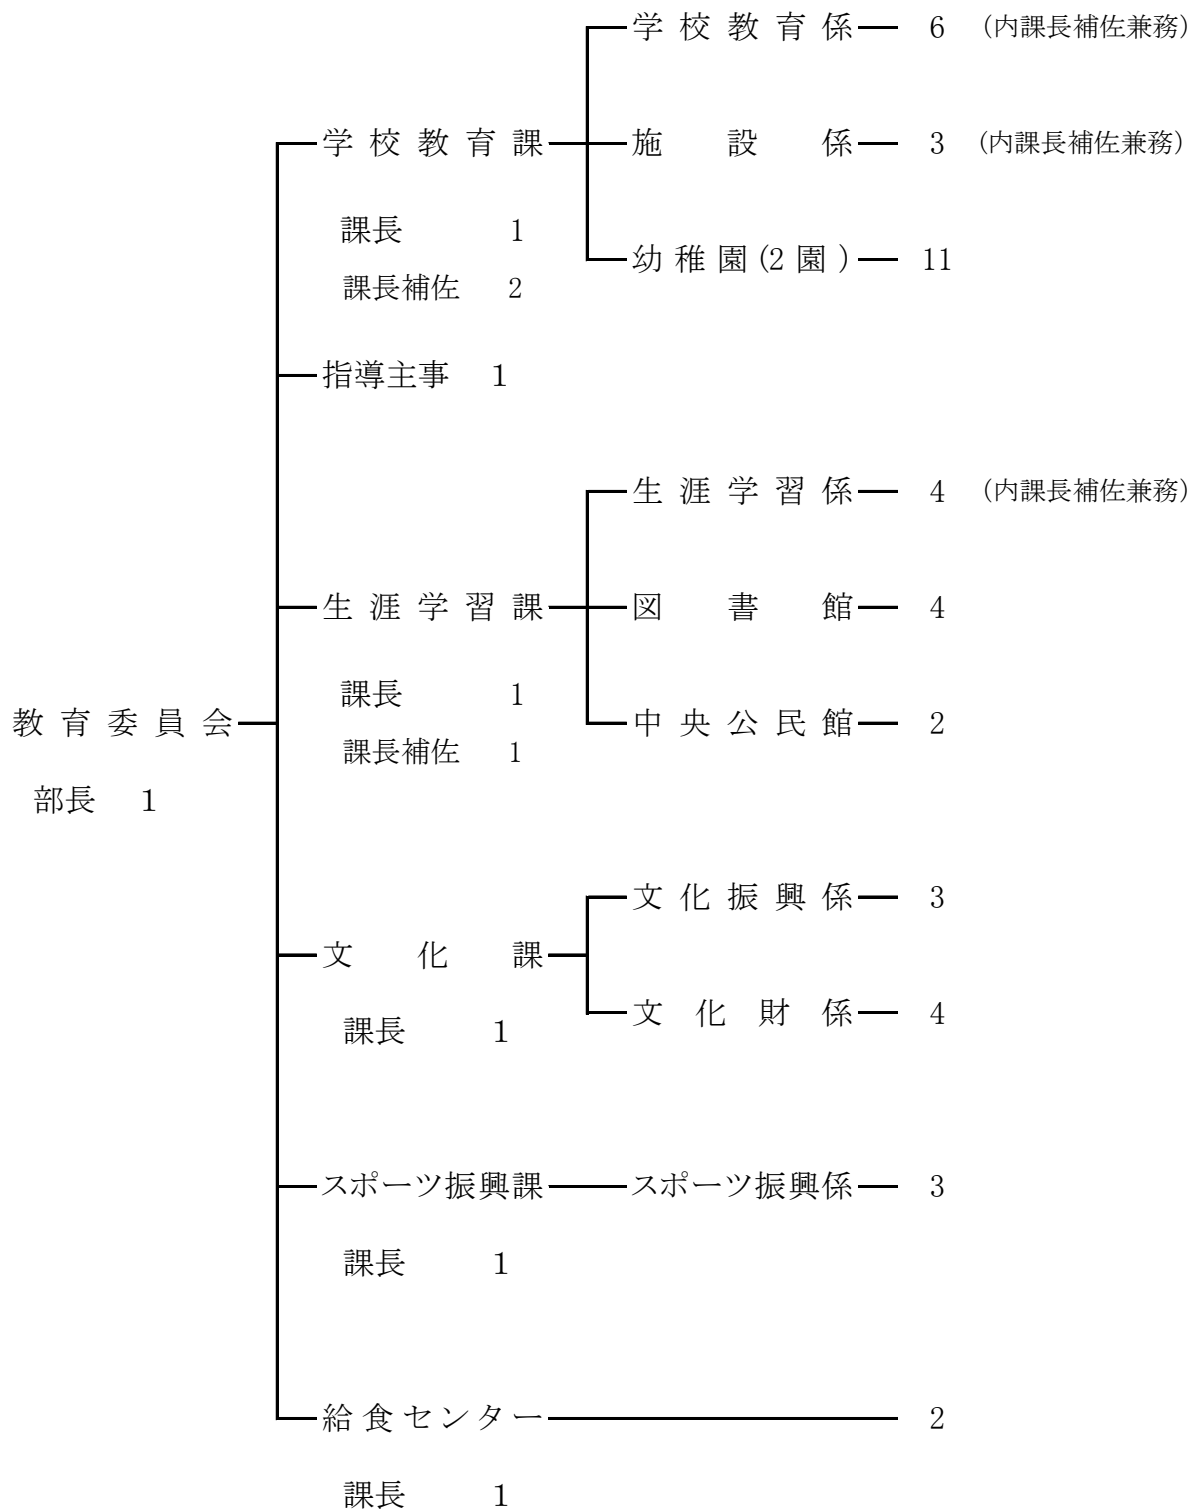 学校教育係 6 (内課長補佐兼務)
学校教育課 施設係 3 (内課長補佐兼務)
課長 1
幼稚園(2園) 11
課長補佐 2
指導主事 1
生涯学習係 4 (内課長補佐兼務)
生涯学習課 図書館 4
課長 1
教育委員会 中央公民館 2
課長補佐 1
部長 1
文化振興係 3
文化課
文化財係 4
課長 1
スポーツ振興課 スポーツ振興係 3
課長 1
給食センター 2
課長 1